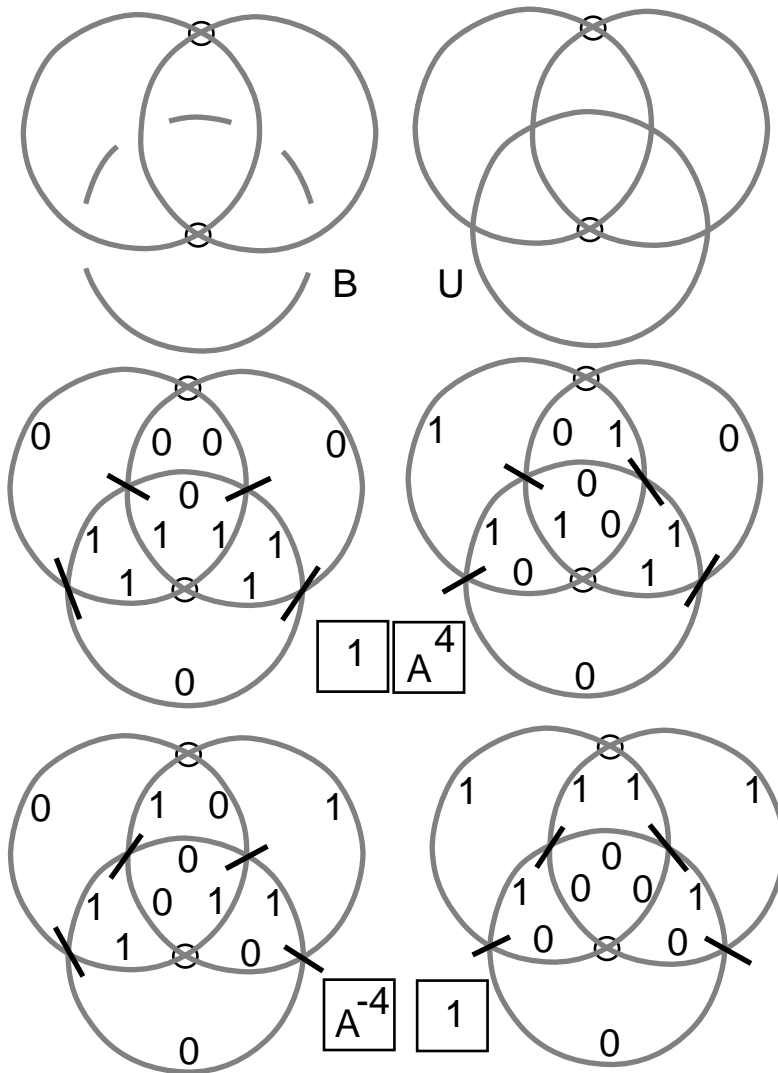 B U
0 0 0 0 1 0 1 0
0 0
1 1 1 1 1 1 0 1
1 1 0 1
1 A^4
0 0
0 1 0 1 1 1 1 1
0 0
1 0 1 1 1 0 0 1
1 0 0 0
A^-4 1
0 0